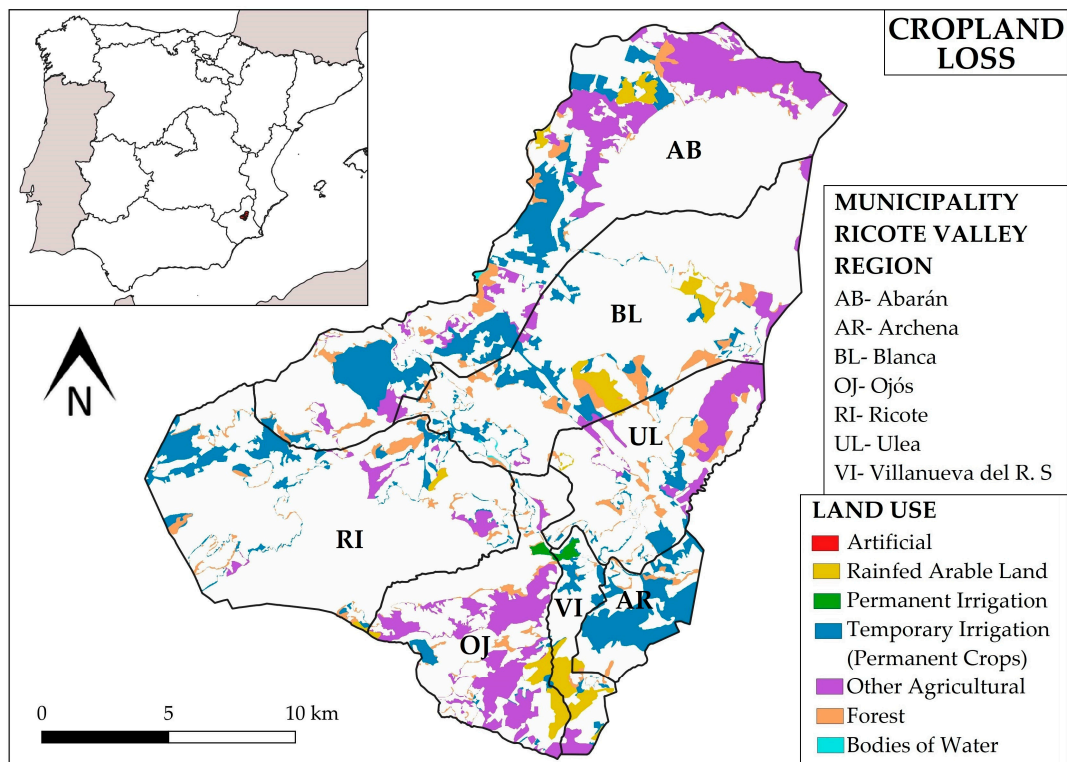 CROPLAND
LOSS
AB
BL
UL
RI
VI
AR
OJ
N
0 5 10 km
MUNICIPALITY
RICOTE VALLEY
REGION
AB- Abarán
AR- Archena
BL- Blanca
OJ- Ojós
RI- Ricote
UL- Ulea
VI- Villanueva del R. S
LAND USE
Artificial
Rainfed Arable Land
Permanent Irrigation
Temporary Irrigation
(Permanent Crops)
Other Agricultural
Forest
Bodies of Water